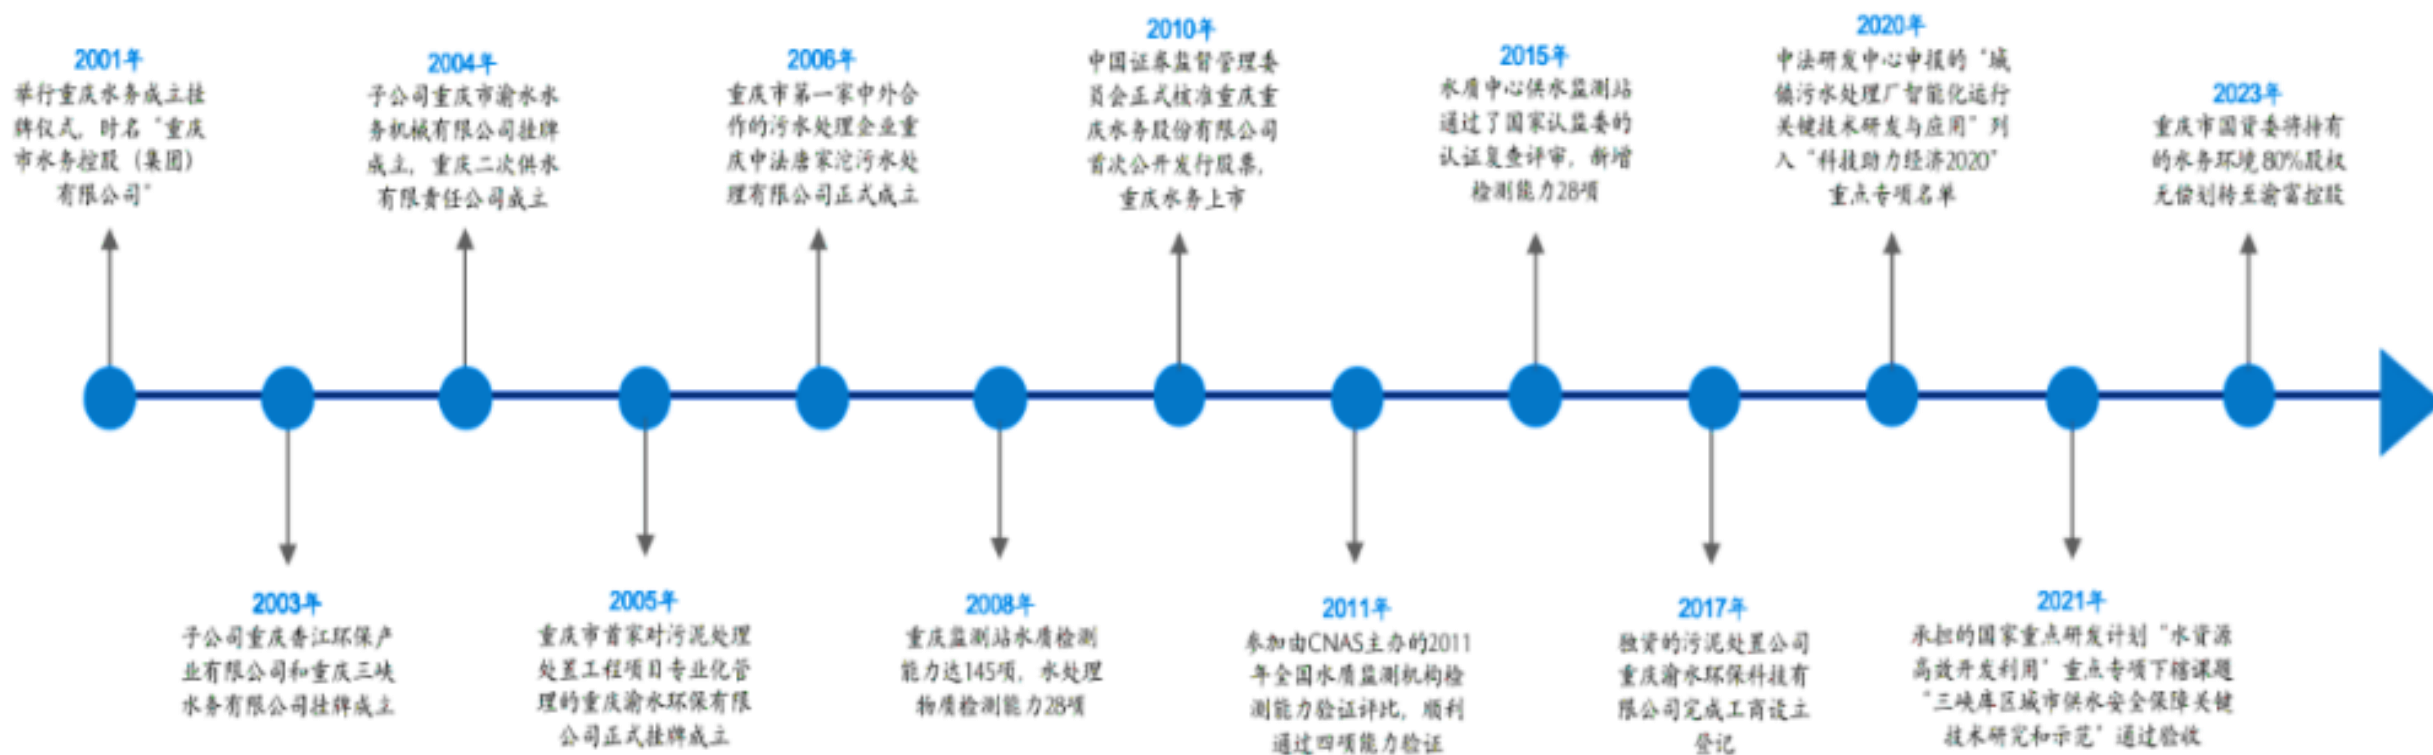 2001年
举行重庆水务成立挂
牌仪式，时名“重庆
市水务控股（集团）
有限公司”
2003年
子公司重庆香江环保产
业有限公司和重庆三峡
水务有限公司挂牌成立
2004年
子公司重庆市渝水水
务机械有限公司挂牌
成立，重庆二次供水
有限责任公司成立
2005年
重庆市首家对污泥处理
处置工程项目专业化管
理的重庆渝水环保有限
公司正式挂牌成立
2006年
重庆市第一家中外合
作的污水处理企业重
庆中法唐家沱污水处
理有限公司正式成立
2008年
重庆监测站水质检测
能力达145项，水处理
物质检测能力28项
2010年
中国证券监督管理委
员会正式核准重庆重
庆水务股份有限公司
首次公开发行股票，
重庆水务上市
2011年
参加由CNAS主办的2011
年全国水质监测机构检
测能力验证评比，顺利
通过四项能力验证
2015年
水质中心供水监测站
通过了国家认监委的
认证复查评审，新增
检测能力28项
2017年
独资的污泥处置公司
重庆渝水环保科技有
限公司完成工商设立
登记
2020年
中法研发中心申报的“城
镇污水处理厂智能化运行
关键技术研发与应用”列
入“科技助力经济2020”
重点专项名单
2021年
承担的国家重点研发计划“水资源
高效开发利用”重点专项下辖课题
“三峡库区城市供水安全保障关键
技术研究和示范”通过验收
2023年
重庆市国资委将持有
的水务环境80%股权
无偿划转至渝富控股